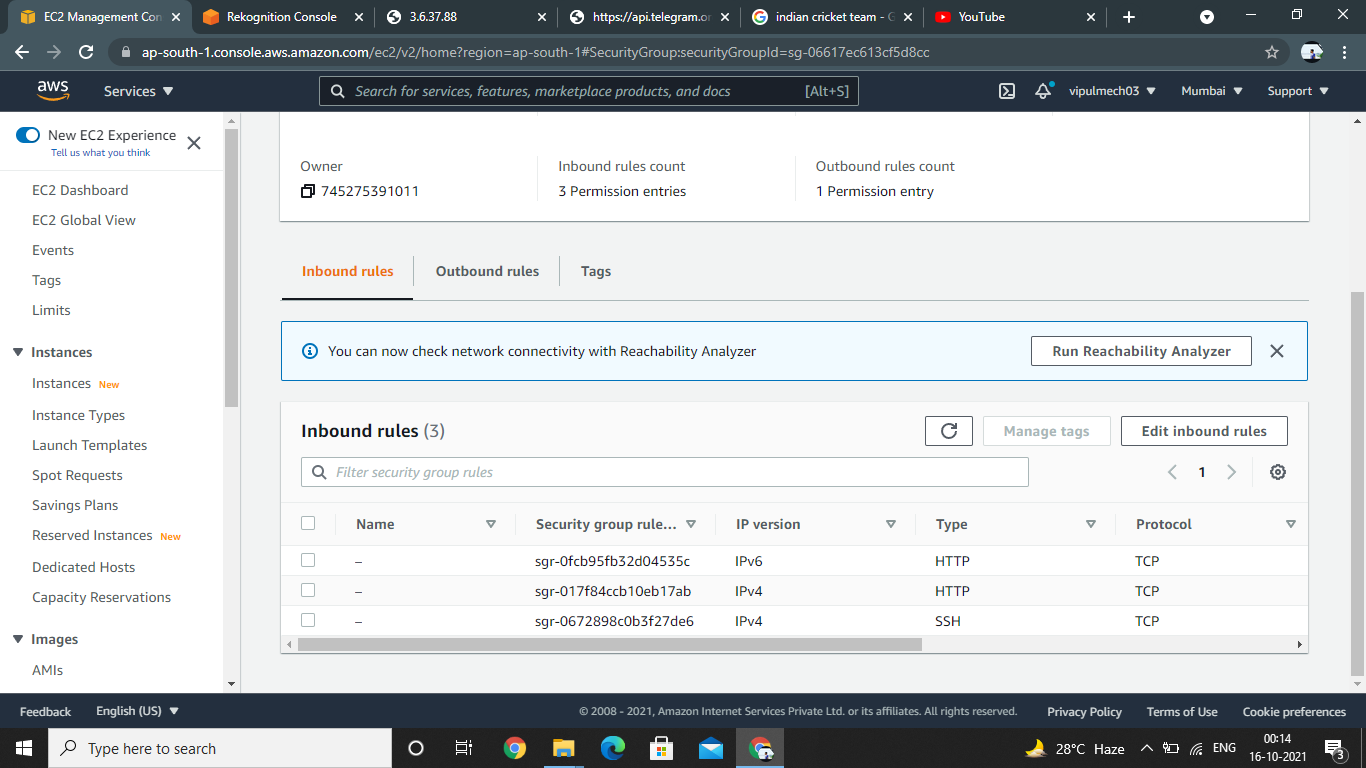 EC2 Management Con
Rekognition Console
3.6.37.88
https://api.telegram.or
indian cricket team - G
YouTube
ap-south-1.console.aws.amazon.com/ec2/v2/home?region=ap-south-1#SecurityGroup:securityGroupId=sg-06617ec613cf5d8cc
aws
Services
Search for services, features, marketplace products, and docs
[Alt+S]
vipulmech03
Mumbai
Support
New EC2 Experience
Tell us what you think
EC2 Dashboard
EC2 Global View
Events
Tags
Limits
Instances
Instances New
Instance Types
Launch Templates
Spot Requests
Savings Plans
Reserved Instances New
Dedicated Hosts
Capacity Reservations
Images
AMIs
Owner
745275391011
Inbound rules count
3 Permission entries
Outbound rules count
1 Permission entry
Inbound rules
Outbound rules
Tags
You can now check network connectivity with Reachability Analyzer
Run Reachability Analyzer
Inbound rules (3)
Manage tags
Edit inbound rules
Filter security group rules
1
Name Security group rule... IP version Type Protocol
– sgr-0fcb95fb32d04535c IPv6 HTTP TCP
– sgr-017f84ccb10eb17ab IPv4 HTTP TCP
– sgr-0672898c0b3f27de6 IPv4 SSH TCP
Feedback
English (US)
© 2008 - 2021, Amazon Internet Services Private Ltd. or its affiliates. All rights reserved.
Privacy Policy
Terms of Use
Cookie preferences
Type here to search
28°C Haze
ENG
00:14
16-10-2021
3